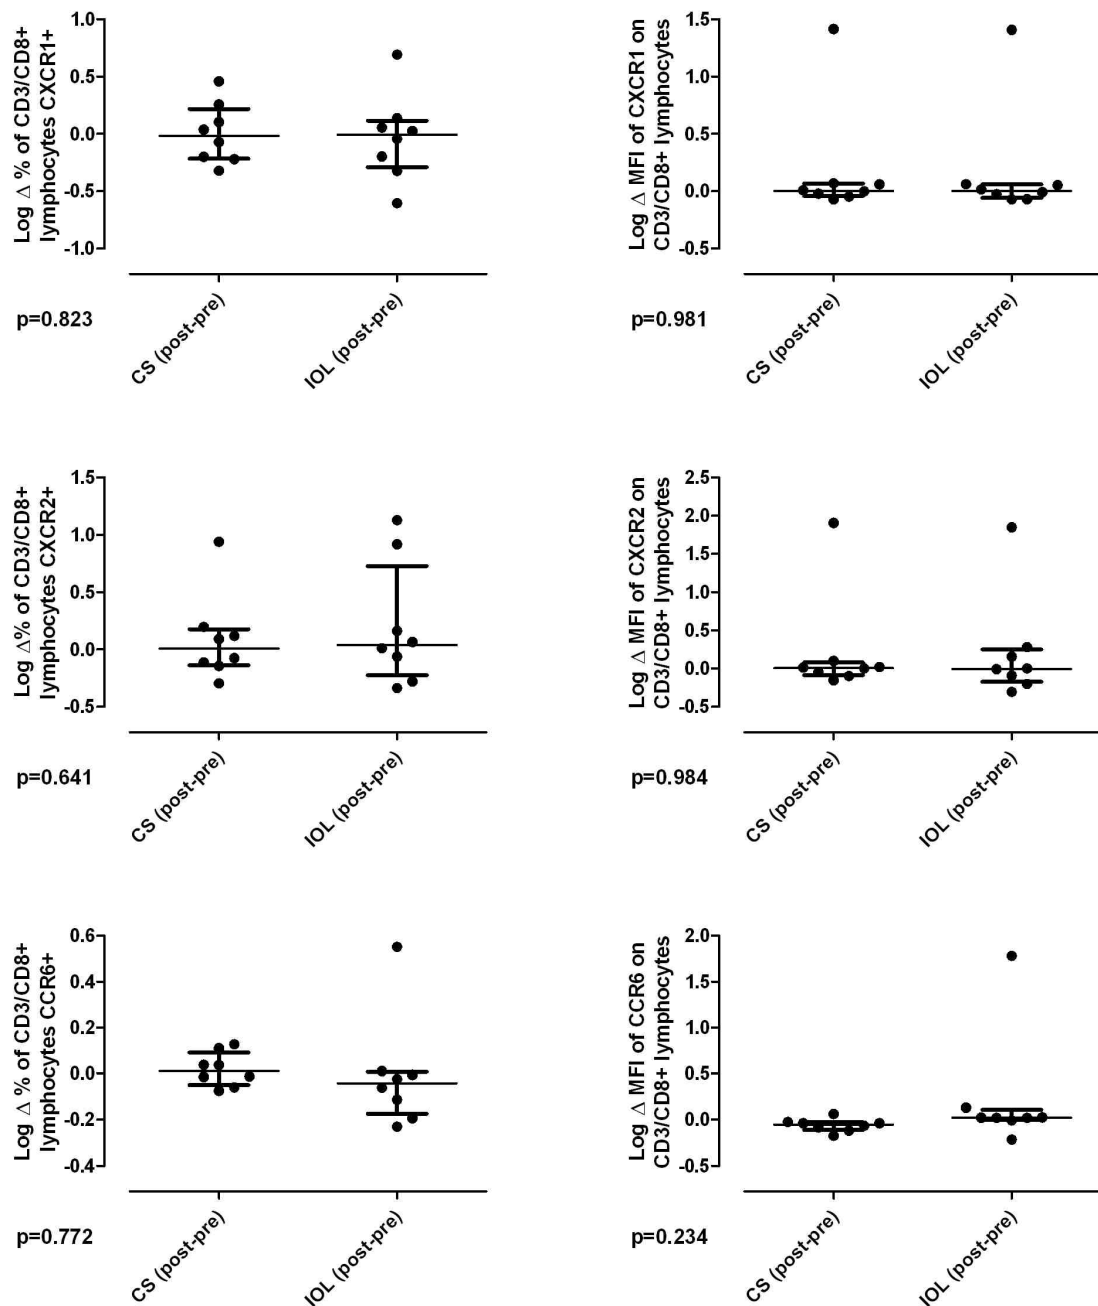 Log Δ % of CD3/CD8+
lymphocytes CXCR1+
1.0
0.5
0.0
-0.5
-1.0
p=0.823
CS (post-pre)
IOL (post-pre)
Log Δ MFI of CXCR1 on
CD3/CD8+ lymphocytes
1.5
1.0
0.5
0.0
-0.5
p=0.981
CS (post-pre)
IOL (post-pre)
Log Δ% of CD3/CD8+
lymphocytes CXCR2+
1.5
1.0
0.5
0.0
-0.5
p=0.641
CS (post-pre)
IOL (post-pre)
Log Δ MFI of CXCR2 on
CD3/CD8+ lymphocytes
2.5
2.0
1.5
1.0
0.5
0.0
-0.5
p=0.984
CS (post-pre)
IOL (post-pre)
Log Δ % of CD3/CD8+
lymphocytes CCR6+
0.6
0.4
0.2
0.0
-0.2
-0.4
p=0.772
CS (post-pre)
IOL (post-pre)
Log Δ MFI of CCR6 on
CD3/CD8+ lymphocytes
2.0
1.5
1.0
0.5
0.0
-0.5
p=0.234
CS (post-pre)
IOL (post-pre)